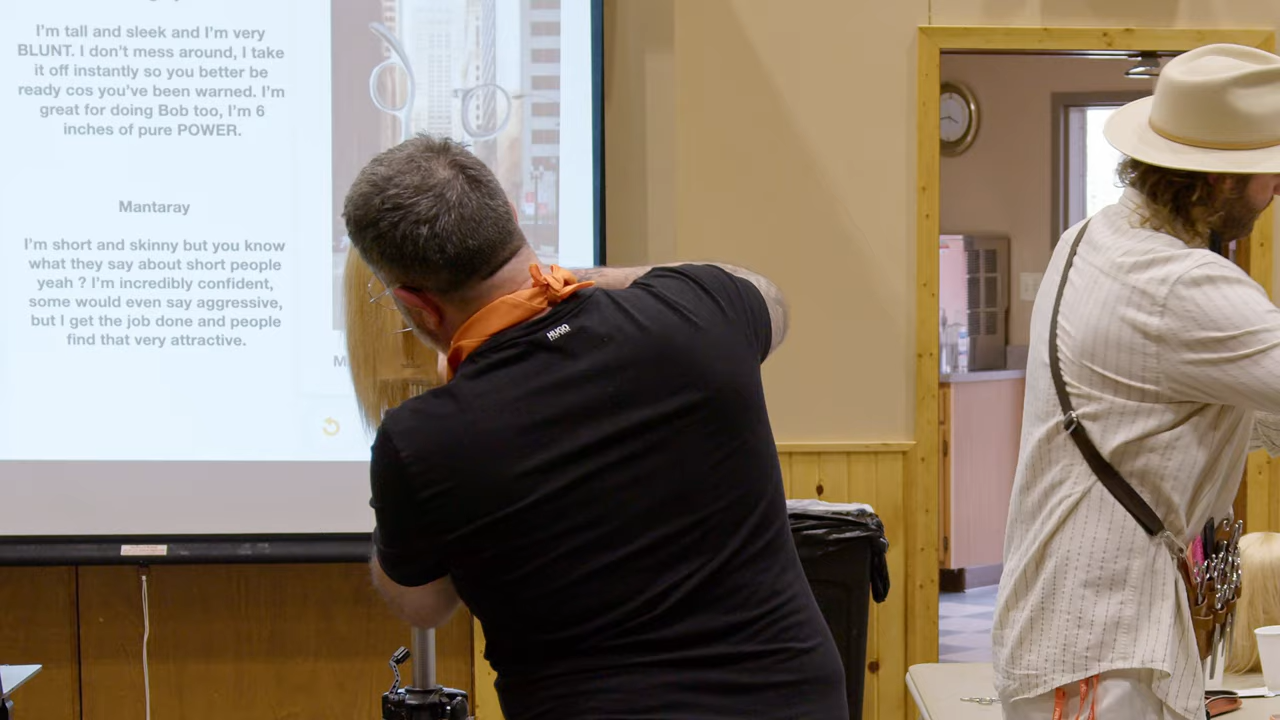 I'm tall and sleek and I'm very
BLUNT. I don't mess around, I take
it off instantly so you better be
ready cos you've been warned. I'm
great for doing Bob too, I'm 6
inches of pure POWER.
Mantaray
I'm short and skinny but you know
what they say about short people
yeah ? I'm incredibly confident,
some would even say aggressive,
but I get the job done and people
find that very attractive.
HUGO